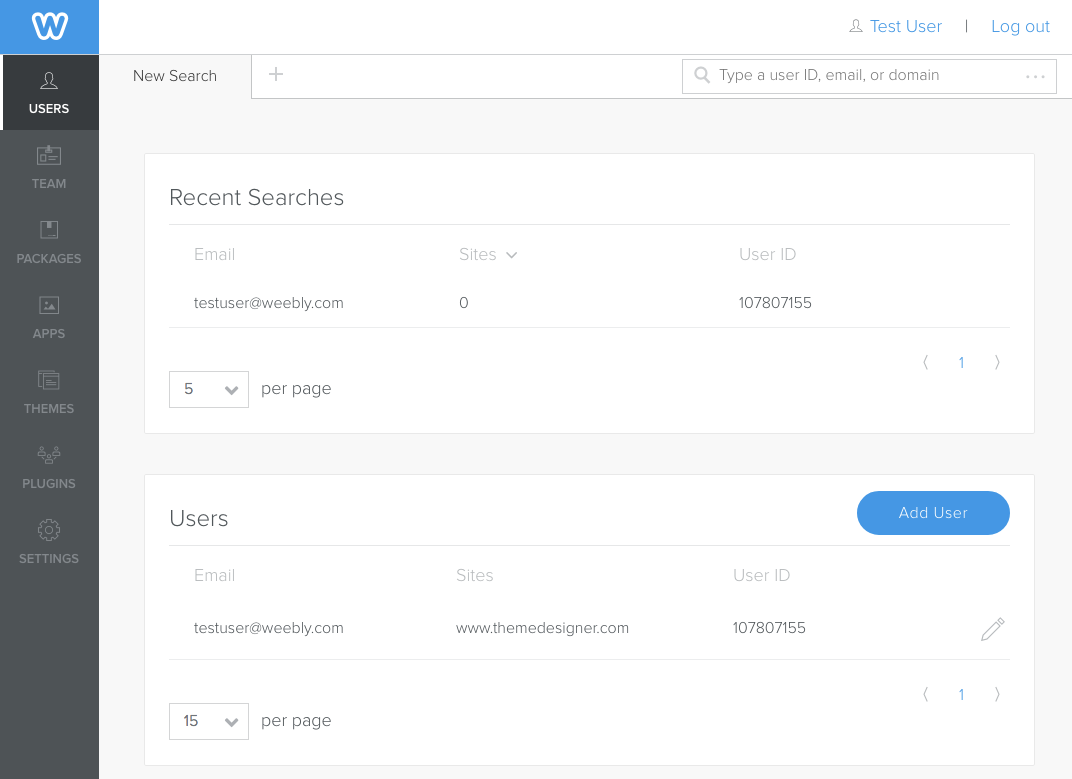 Test User | Log out
New Search + Type a user ID, email, or domain ...
USERS
TEAM
PACKAGES
APPS
THEMES
PLUGINS
SETTINGS
Recent Searches
Email Sites User ID
testuser@weebly.com 0 107807155
〈 1 〉
5 per page
Users Add User
Email Sites User ID
testuser@weebly.com www.themedesigner.com 107807155
〈 1 〉
15 per page